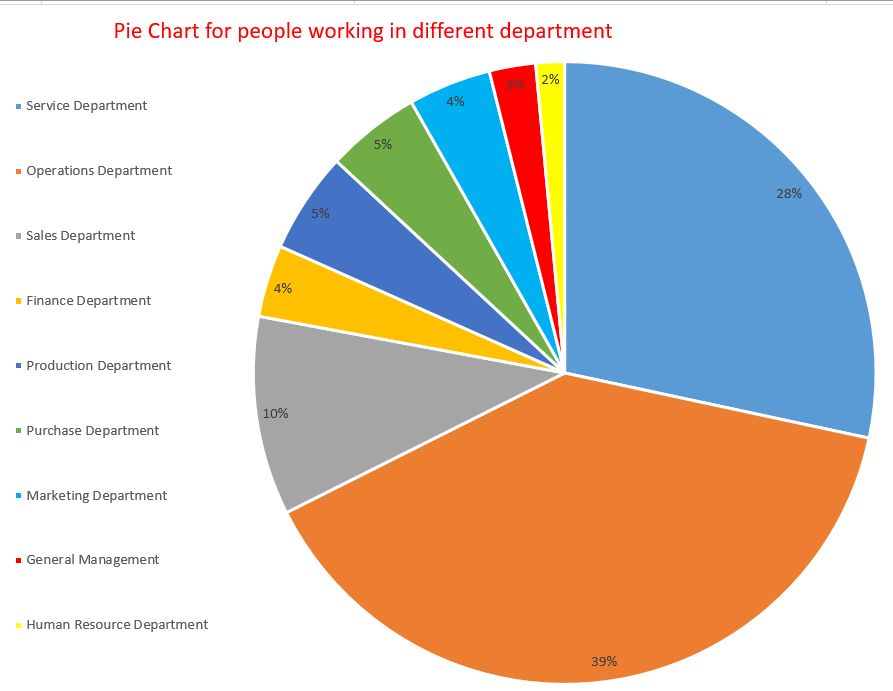 Pie Chart for people working in different department
Service Department
Operations Department
Sales Department
Finance Department
Production Department
Purchase Department
Marketing Department
General Management
Human Resource Department
2%
3%
4%
5%
5%
4%
10%
39%
28%